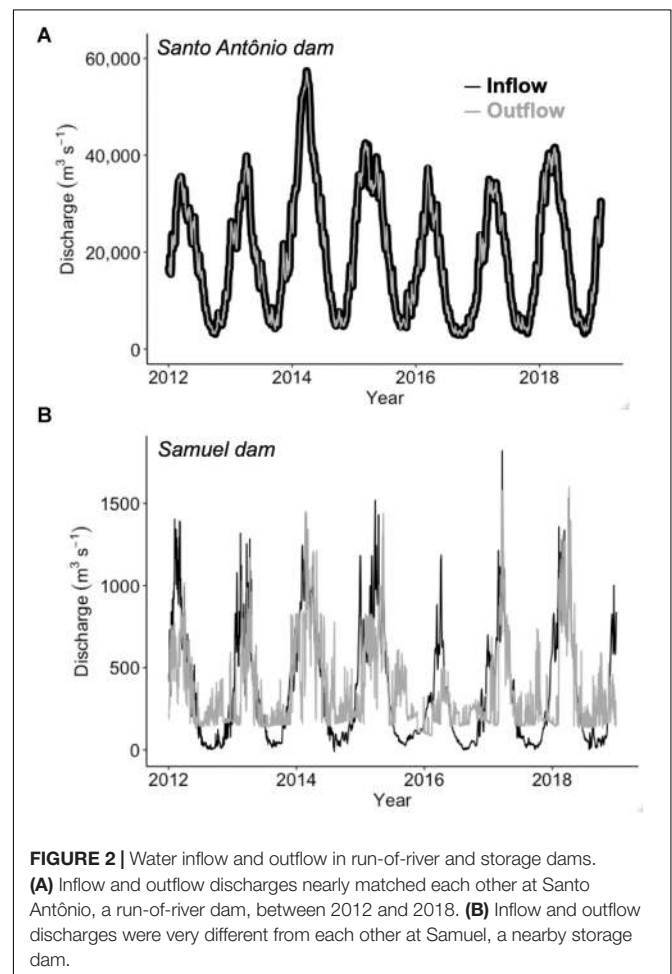 A
Santo Antônio dam
60,000
Inflow
Outflow
40,000
20,000
0
Discharge (m³ s⁻¹)
2012
2014
2016
2018
Year
B
Samuel dam
1500
1000
500
0
Discharge (m³ s⁻¹)
2012
2014
2016
2018
Year
FIGURE 2 | Water inflow and outflow in run-of-river and storage dams.
(A) Inflow and outflow discharges nearly matched each other at Santo
Antônio, a run-of-river dam, between 2012 and 2018. (B) Inflow and outflow
discharges were very different from each other at Samuel, a nearby storage
dam.